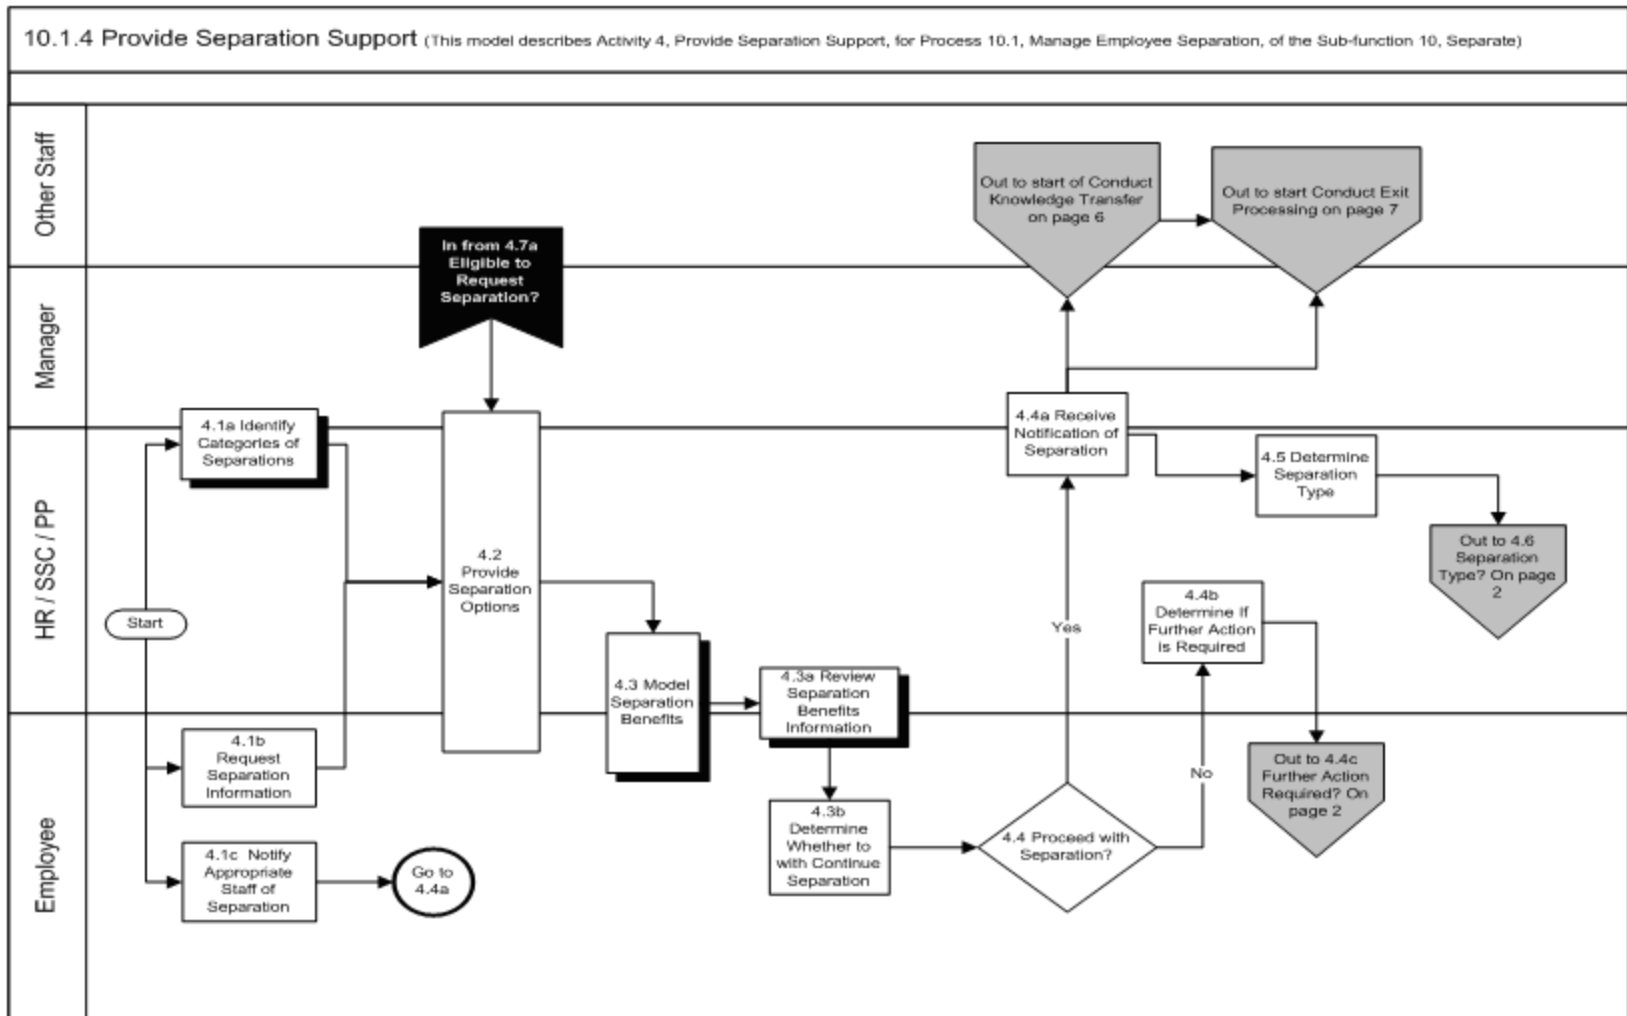 10.1.4 Provide Separation Support (This model describes Activity 4, Provide Separation Support, for Process 10.1, Manage Employee Separation, of the Sub-function 10, Separate)
Other Staff
Out to start of Conduct
Knowledge Transfer
on page 6
Out to start Conduct Exit
Processing on page 7
In from 4.7a
Eligible to
Request
Separation?
Manager
4.1a Identify
Categories of
Separations
4.4a Receive
Notification of
Separation
4.5 Determine
Separation
Type
HR / SSC / PP
Out to 4.6
Separation
Type? On page
2
4.2
Provide
Separation
Options
Start
Yes
4.4b
Determine If
Further Action
is Required
4.3 Model
Separation
Benefits
4.3a Review
Separation
Benefits
Information
Employee
4.1b
Request
Separation
Information
No
Out to 4.4c
Further Action
Required? On
page 2
4.3b
Determine
Whether to
with Continue
Separation
4.4 Proceed with
Separation?
4.1c Notify
Appropriate
Staff of
Separation
Go to
4.4a